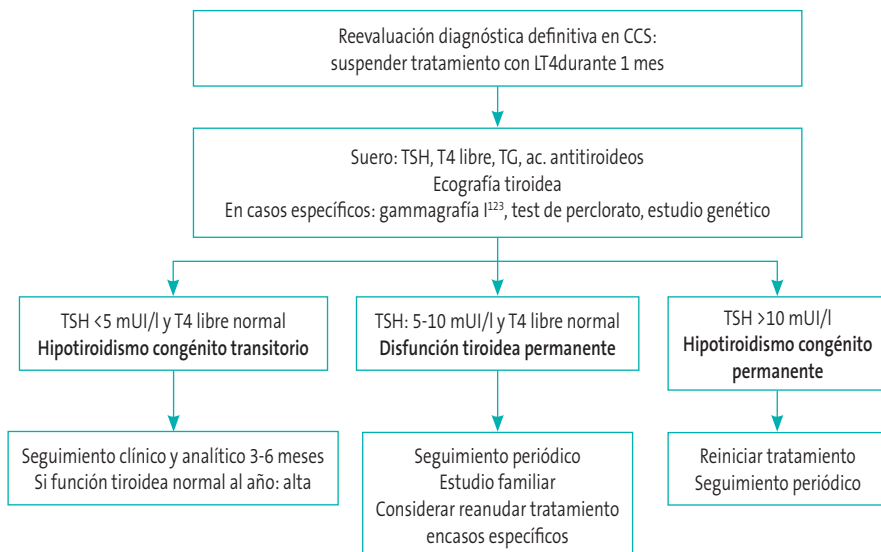 Reevaluación diagnóstica definitiva en CCS:
suspender tratamiento con LT4durante 1 mes
Suero: TSH, T4 libre, TG, ac. antitiroideos
Ecografía tiroidea
En casos específicos: gammagrafía I¹²³, test de perclorato, estudio genético
TSH <5 mUI/l y T4 libre normal
Hipotiroidismo congénito transitorio
TSH: 5-10 mUI/l y T4 libre normal
Disfunción tiroidea permanente
TSH >10 mUI/l
Hipotiroidismo congénito
permanente
Seguimiento clínico y analítico 3-6 meses
Si función tiroidea normal al año: alta
Seguimiento periódico
Estudio familiar
Considerar reanudar tratamiento
encasos específicos
Reiniciar tratamiento
Seguimiento periódico